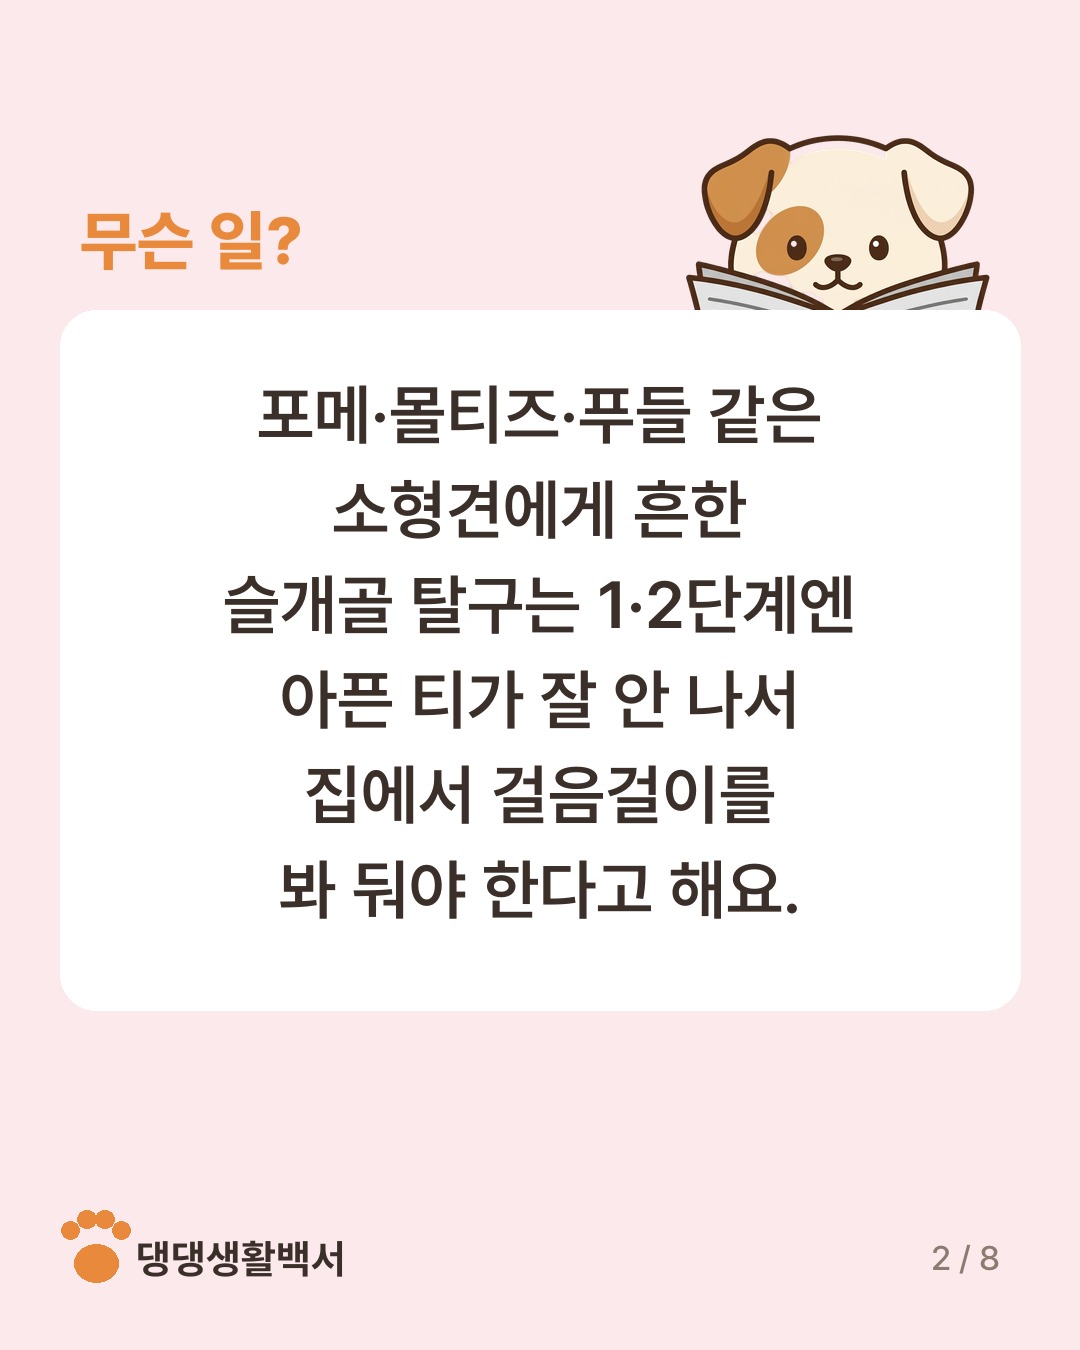 무슨 일?
포메·몰티즈·푸들 같은
소형견에게 흔한
슬개골 탈구는 1·2단계엔
아픈 티가 잘 안 나서
집에서 걸음걸이를
봐 둬야 한다고 해요.
댕댕생활백서
2 / 8